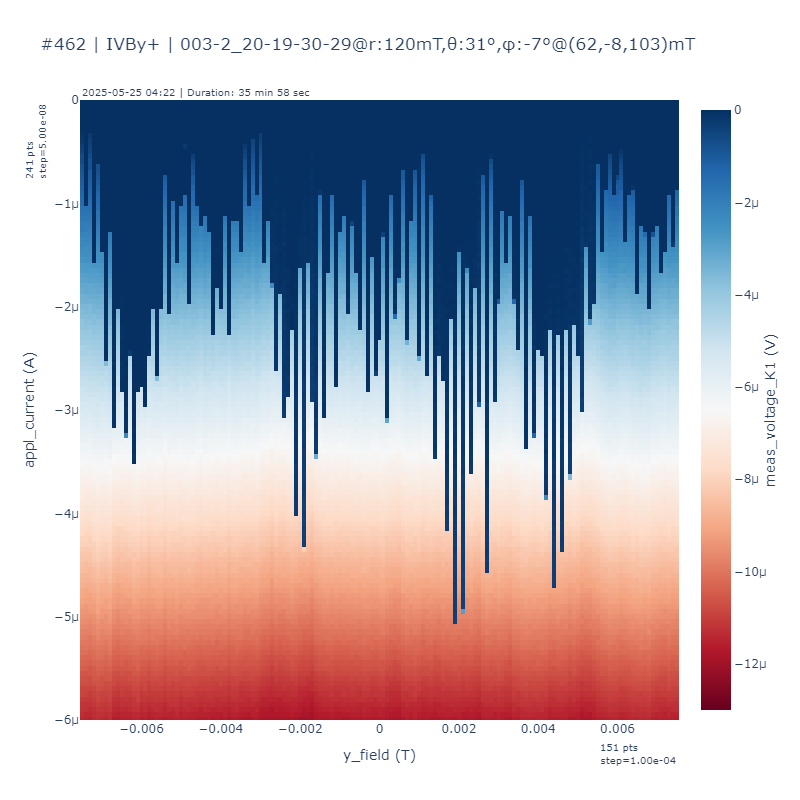 #462 | IVBy+ | 003-2_20-19-30-29@r:120mT,θ:31°,φ:-7°@(62,-8,103)mT
2025-05-25 04:22 | Duration: 35 min 58 sec
241 pts
step=5.00e-08
0
−1μ
−2μ
−3μ
−4μ
−5μ
−6μ
appl_current (A)
−0.006
−0.004
−0.002
0
0.002
0.004
0.006
y_field (T)
151 pts
step=1.00e-04
0
−2μ
−4μ
−6μ
−8μ
−10μ
−12μ
meas_voltage_K1 (V)